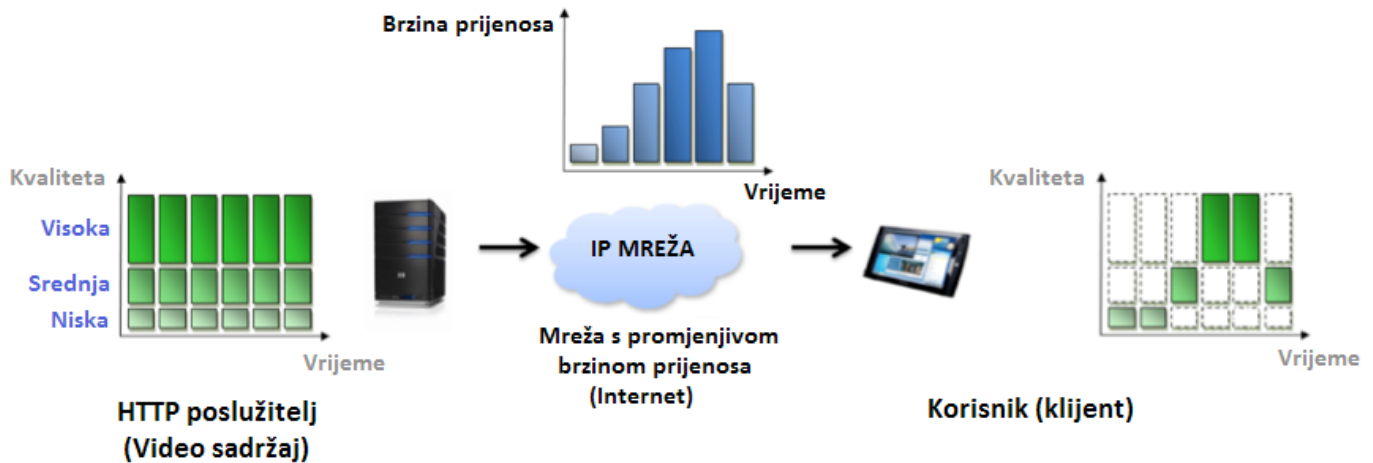 Brzina prijenosa
Vrijeme
Kvaliteta
Visoka
Srednja
Niska
Vrijeme
HTTP poslužitelj
(Video sadržaj)
IP MREŽA
Mreža s promjenjivom
brzinom prijenosa
(Internet)
Kvaliteta
Vrijeme
Korisnik (klijent)